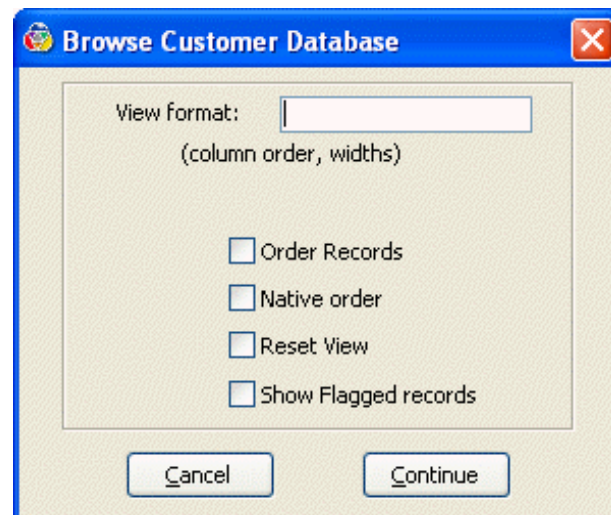 Browse Customer Database
View format:
(column order, widths)
Order Records
Native order
Reset View
Show Flagged records
Cancel Continue